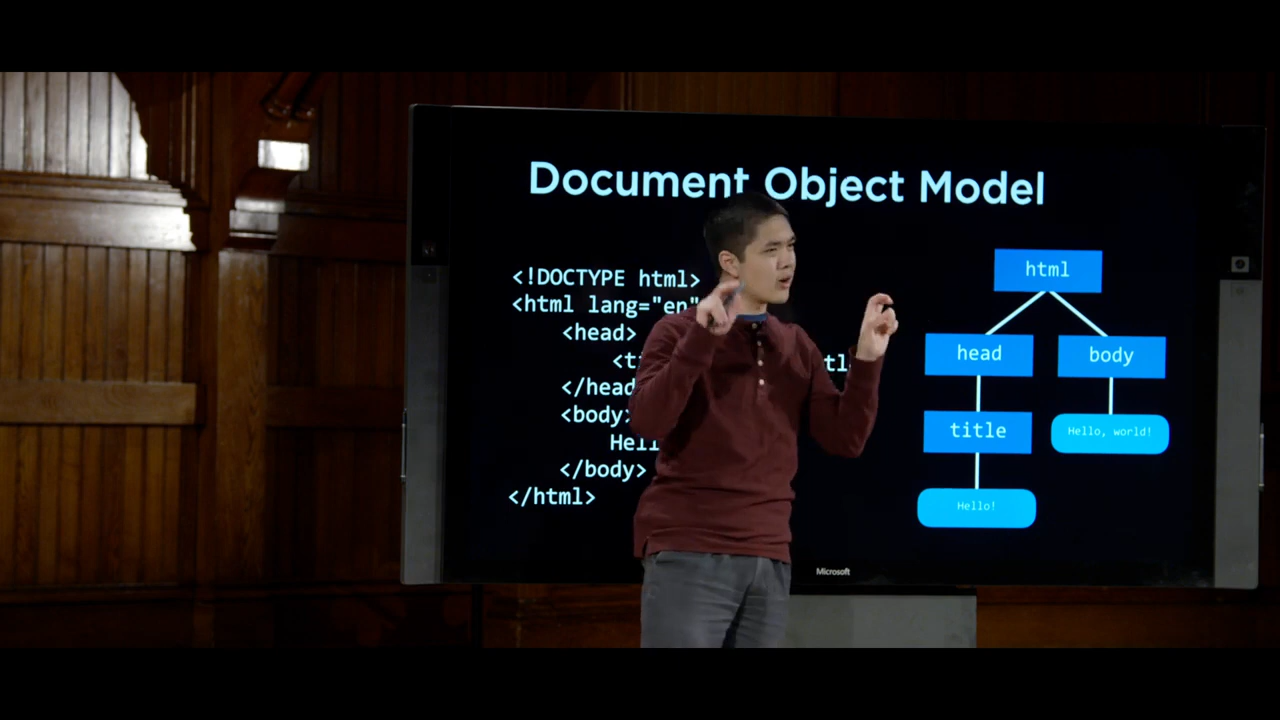 Document Object Model
<!DOCTYPE html>
<html lang="en"
<head>
</head
<body>
Hell
</body>
</html>
html
head
body
title
Hello, world!
Hello!
Microsoft